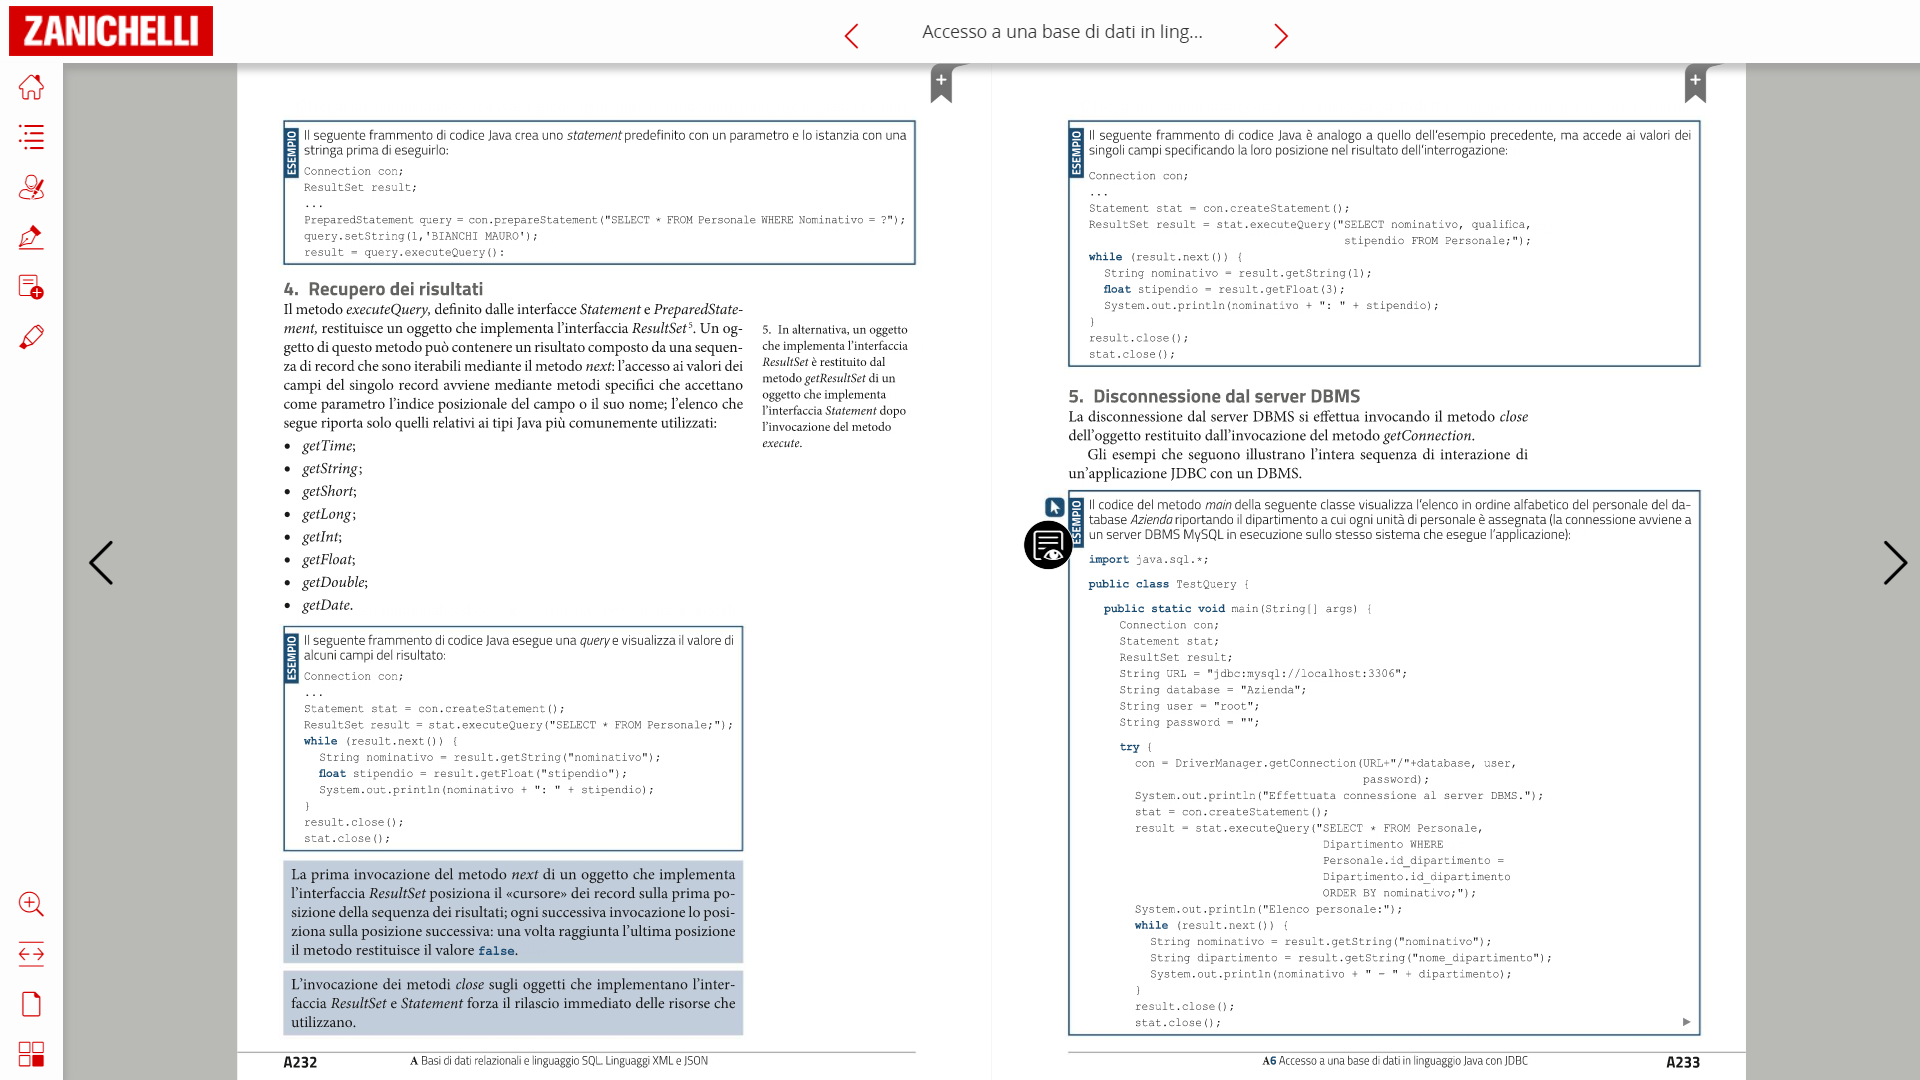 ZANICHELLI
Accesso a una base di dati in ling...
ESEMPIO
Il seguente frammento di codice Java crea uno statement predefinito con un parametro e lo istanzia con una
stringa prima di eseguirlo:
Connection con;
ResultSet result;
...
PreparedStatement query = con.prepareStatement("SELECT * FROM Personale WHERE Nominativo = ?");
query.setString(1,'BIANCHI MAURO');
result = query.executeQuery():
4. Recupero dei risultati
Il metodo executeQuery, definito dalle interfacce Statement e PreparedState-
ment, restituisce un oggetto che implementa l'interfaccia ResultSet⁵. Un og-
getto di questo metodo può contenere un risultato composto da una sequen-
za di record che sono iterabili mediante il metodo next: l'accesso ai valori dei
campi del singolo record avviene mediante metodi specifici che accettano
come parametro l'indice posizionale del campo o il suo nome; l'elenco che
segue riporta solo quelli relativi ai tipi Java più comunemente utilizzati:
• getTime;
• getString;
• getShort;
• getLong;
• getInt;
• getFloat;
• getDouble;
• getDate.
5. In alternativa, un oggetto
che implementa l'interfaccia
ResultSet è restituito dal
metodo getResultSet di un
oggetto che implementa
l'interfaccia Statement dopo
l'invocazione del metodo
execute.
ESEMPIO
Il seguente frammento di codice Java esegue una query e visualizza il valore di
alcuni campi del risultato:
Connection con;
...
Statement stat = con.createStatement();
ResultSet result = stat.executeQuery("SELECT * FROM Personale;");
while (result.next()) {
String nominativo = result.getString("nominativo");
float stipendio = result.getFloat("stipendio");
System.out.println(nominativo + ": " + stipendio);
}
result.close();
stat.close();
La prima invocazione del metodo next di un oggetto che implementa
l'interfaccia ResultSet posiziona il «cursore» dei record sulla prima po-
sizione della sequenza dei risultati; ogni successiva invocazione lo posi-
ziona sulla posizione successiva: una volta raggiunta l'ultima posizione
il metodo restituisce il valore false.
L'invocazione dei metodi close sugli oggetti che implementano l'inter-
faccia ResultSet e Statement forza il rilascio immediato delle risorse che
utilizzano.
A232
A Basi di dati relazionali e linguaggio SQL. Linguaggi XML e JSON
ESEMPIO
Il seguente frammento di codice Java è analogo a quello dell'esempio precedente, ma accede ai valori dei
singoli campi specificando la loro posizione nel risultato dell'interrogazione:
Connection con;
...
Statement stat = con.createStatement();
ResultSet result = stat.executeQuery("SELECT nominativo, qualifica,
stipendio FROM Personale;");
while (result.next()) {
String nominativo = result.getString(1);
float stipendio = result.getFloat(3);
System.out.println(nominativo + ": " + stipendio);
}
result.close();
stat.close();
5. Disconnessione dal server DBMS
La disconnessione dal server DBMS si effettua invocando il metodo close
dell'oggetto restituito dall'invocazione del metodo getConnection.
Gli esempi che seguono illustrano l'intera sequenza di interazione di
un'applicazione JDBC con un DBMS.
ESEMPIO
Il codice del metodo main della seguente classe visualizza l'elenco in ordine alfabetico del personale del da-
tabase Azienda riportando il dipartimento a cui ogni unità di personale è assegnata (la connessione avviene a
un server DBMS MySQL in esecuzione sullo stesso sistema che esegue l'applicazione):
import java.sql.*;
public class TestQuery {
public static void main(String[] args) {
Connection con;
Statement stat;
ResultSet result;
String URL = "jdbc:mysql://localhost:3306";
String database = "Azienda";
String user = "root";
String password = "";
try {
con = DriverManager.getConnection(URL+"/"+database, user,
password);
System.out.println("Effettuata connessione al server DBMS.");
stat = con.createStatement();
result = stat.executeQuery("SELECT * FROM Personale,
Dipartimento WHERE
Personale.id_dipartimento =
Dipartimento.id_dipartimento
ORDER BY nominativo;");
System.out.println("Elenco personale:");
while (result.next()) {
String nominativo = result.getString("nominativo");
String dipartimento = result.getString("nome_dipartimento");
System.out.println(nominativo + " - " + dipartimento);
}
result.close();
stat.close();
A6 Accesso a una base di dati in linguaggio Java con JDBC
A233